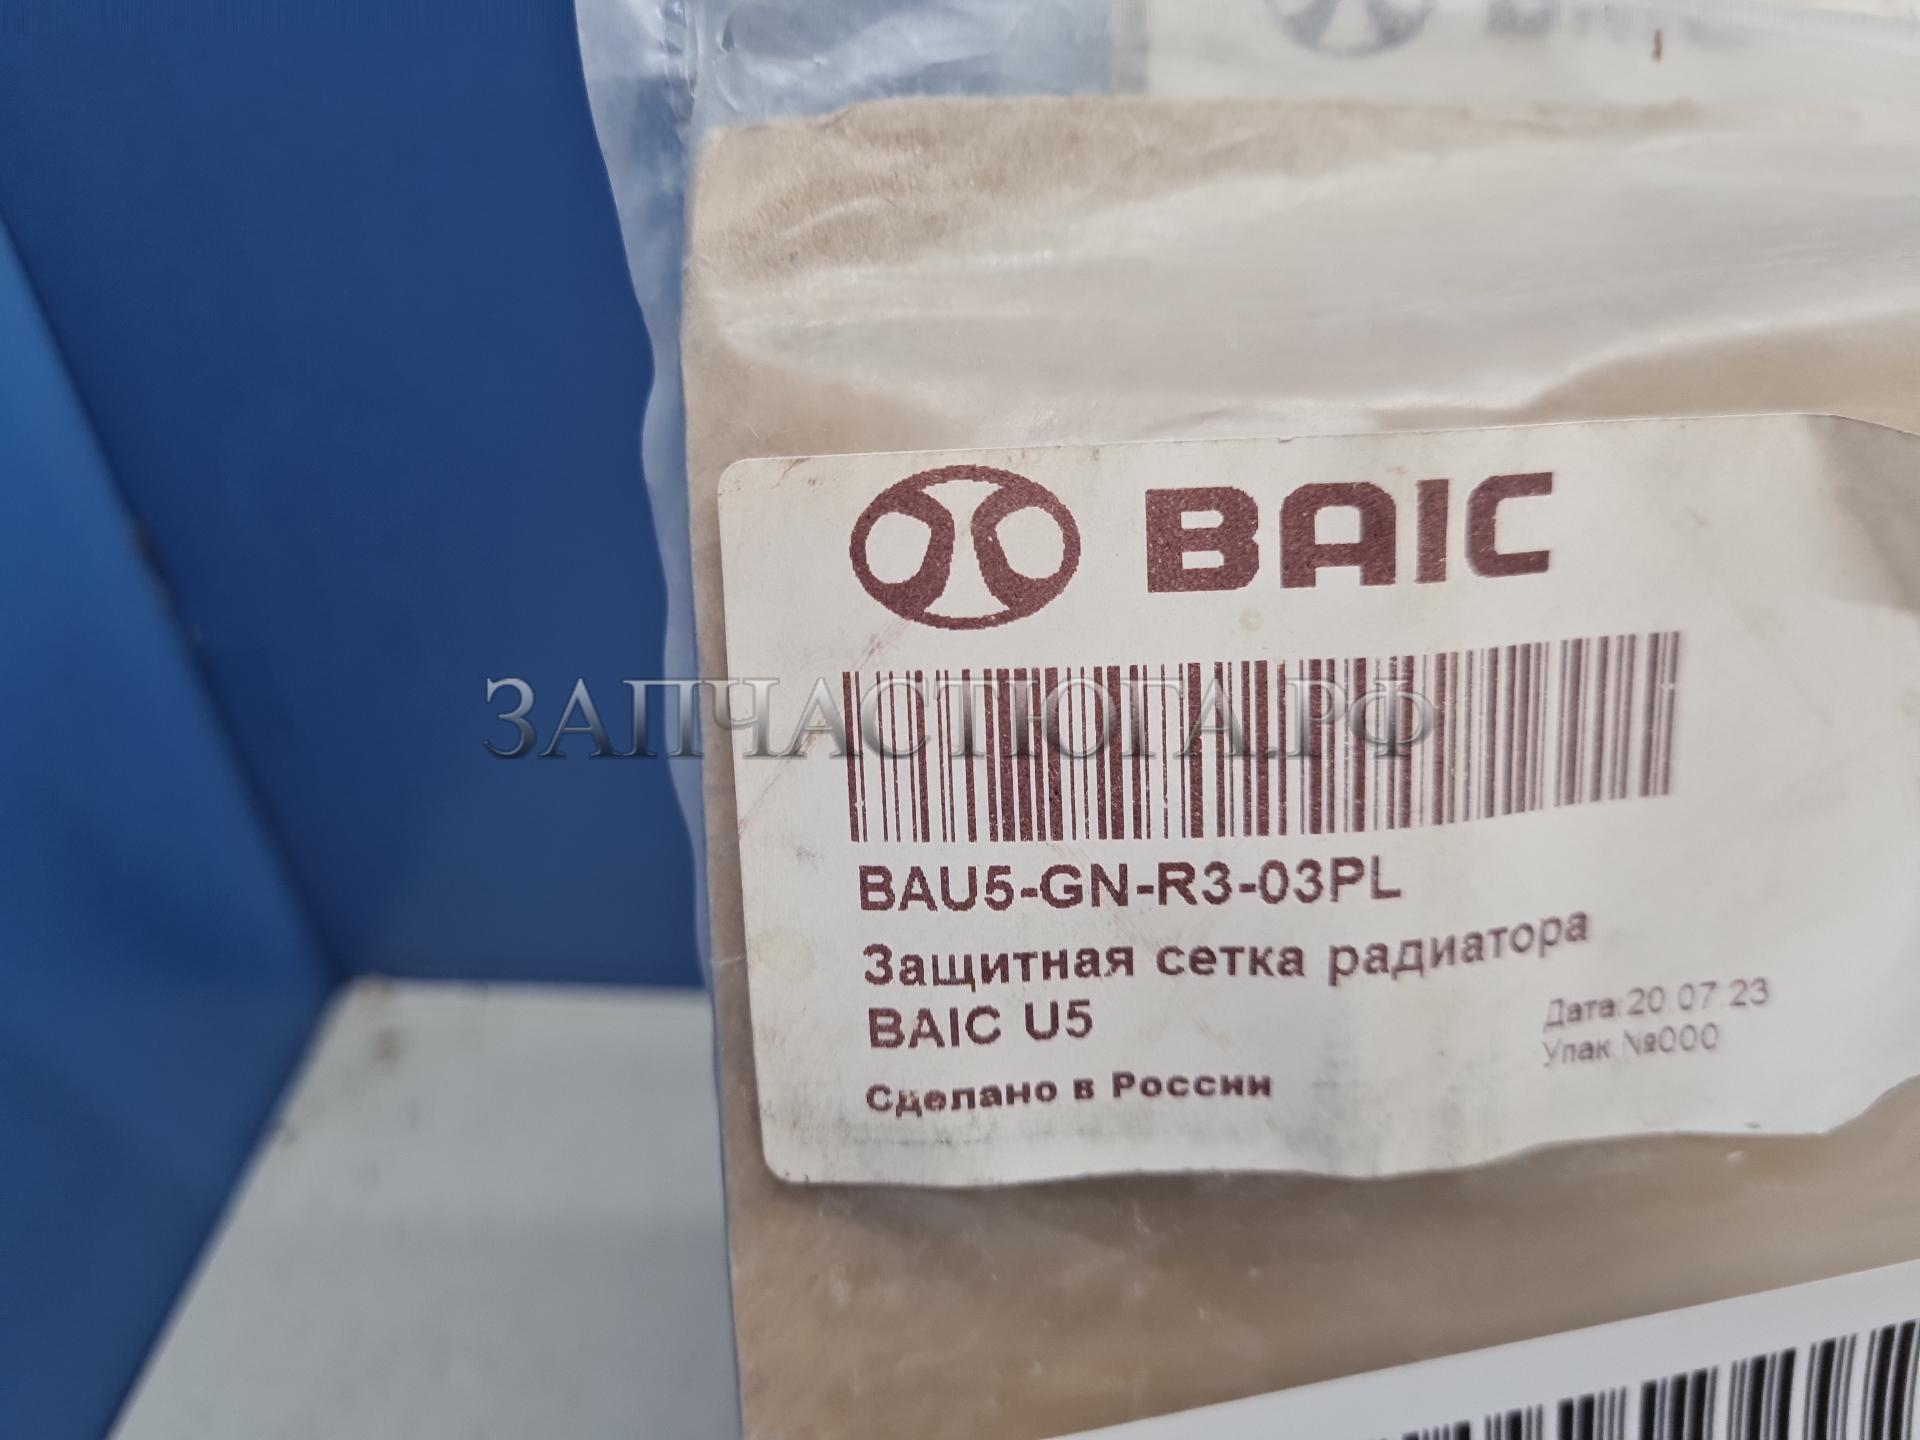 BAIC
ЗАПЧАСТЮГА.РФ
BAU5-GN-R3-03PL
Защитная сетка радиатора
BAIC U5
Дата:20.07.23
Упак.№000
Сделано в России